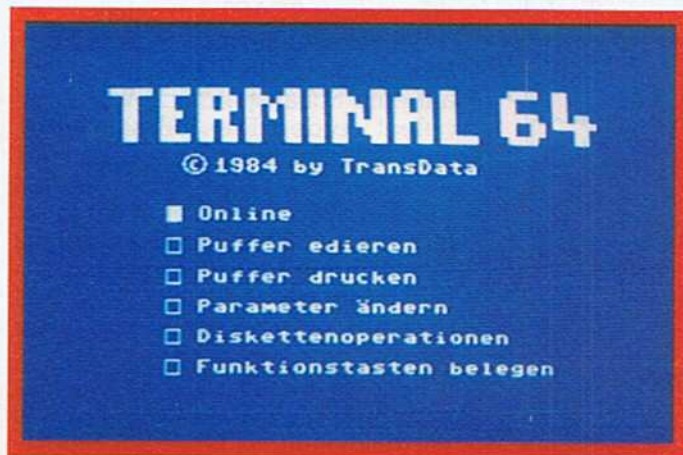 TERMINAL 64
© 1984 by TransData
Online
Puffer edieren
Puffer drucken
Parameter ändern
Diskettenoperationen
Funktionstasten belegen